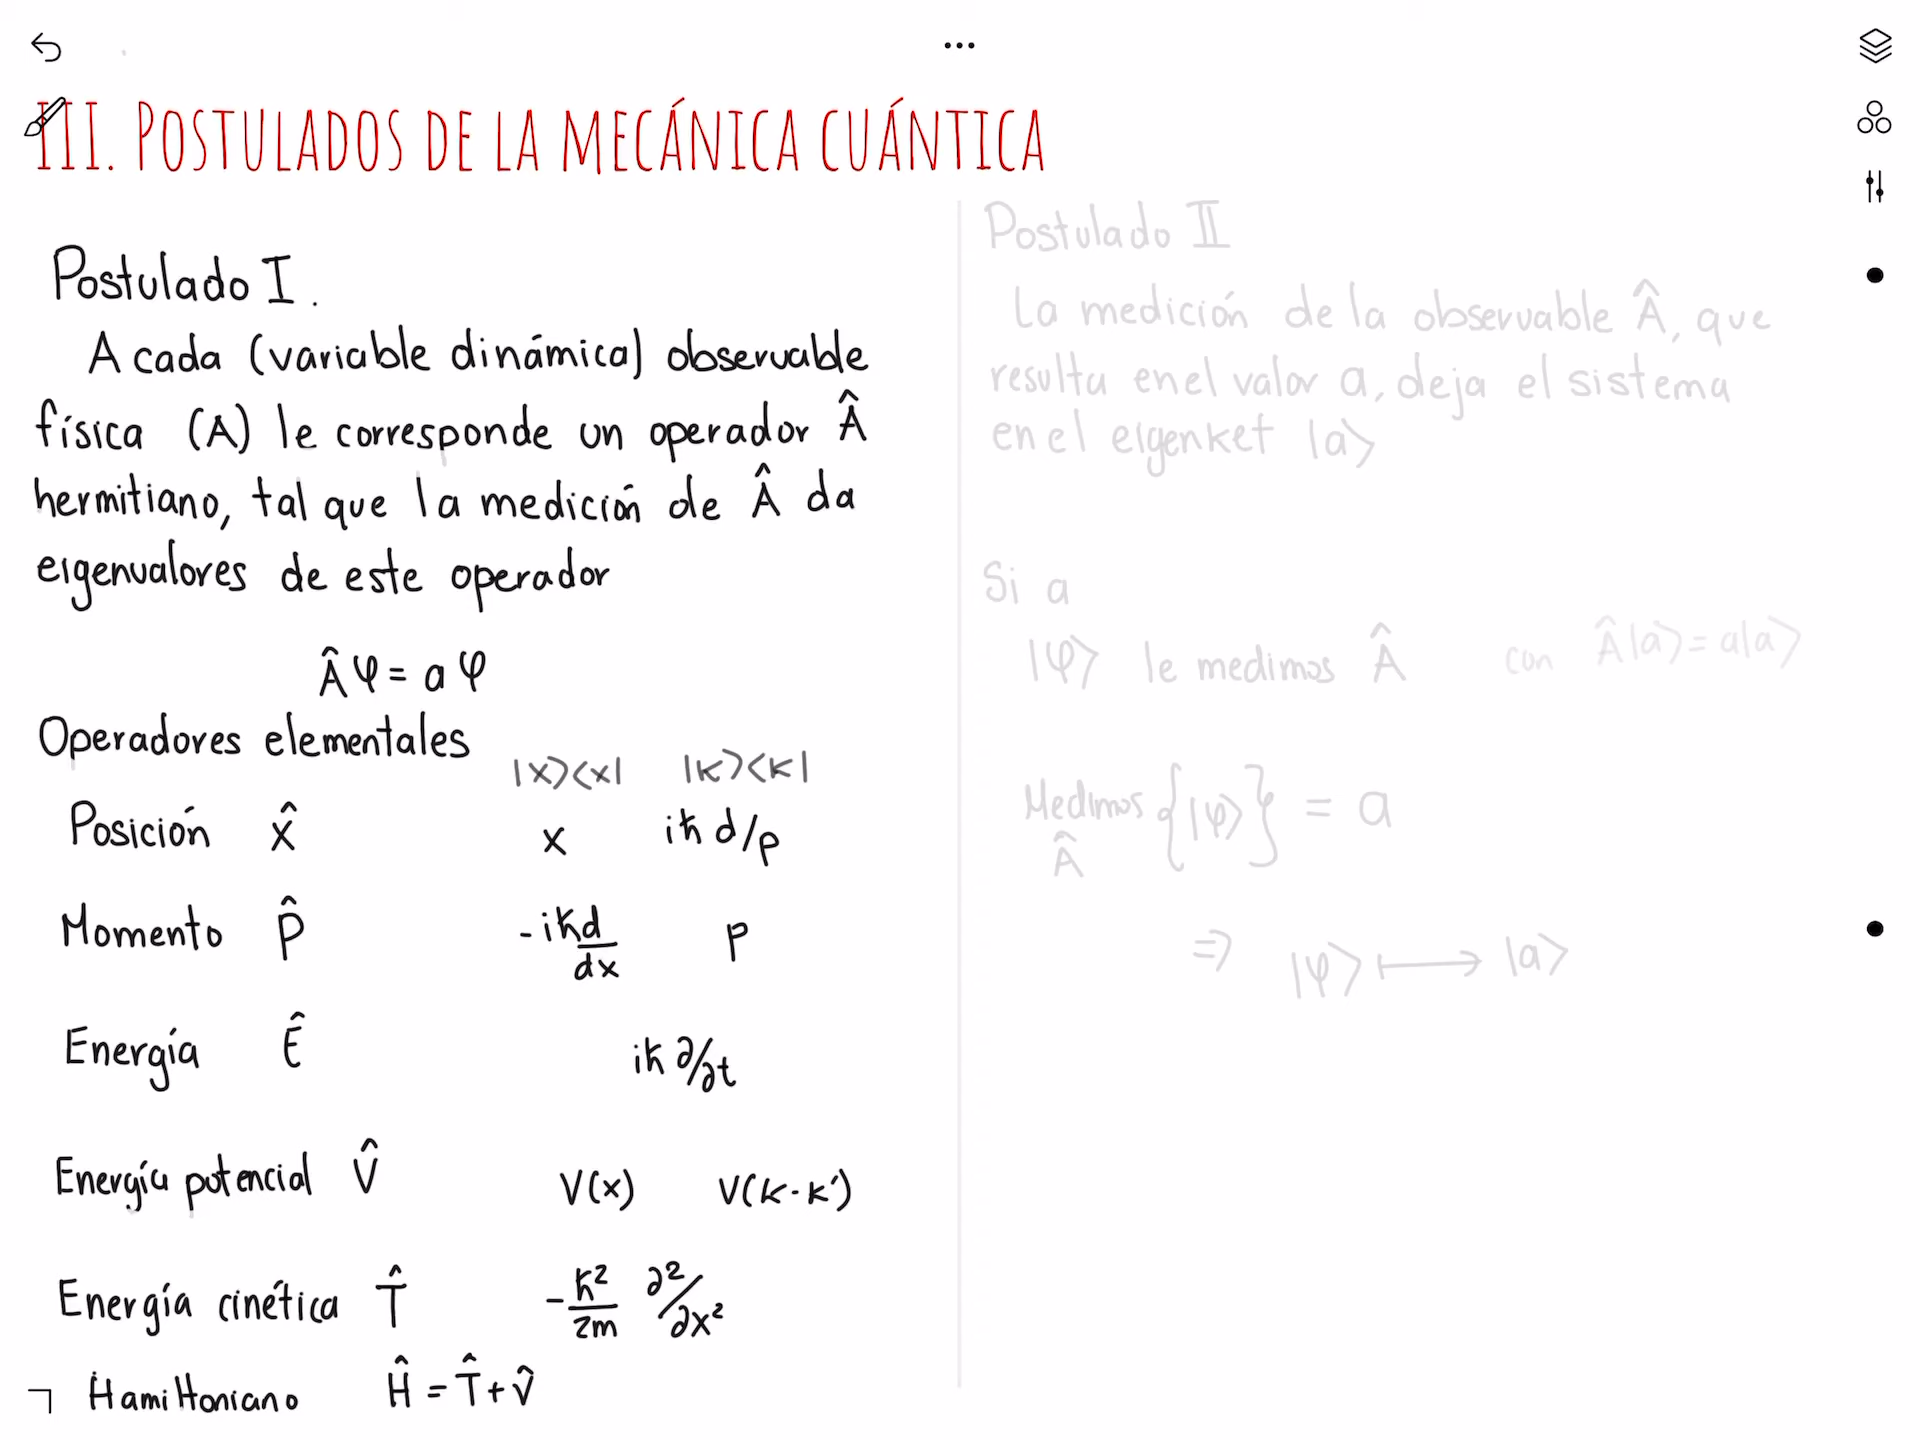 III. POSTULADOS DE LA MECÁNICA CUÁNTICA
Postulado I.
A cada (variable dinámica) observable
física (A) le corresponde un operador Â
hermitiano, tal que la medición de Â da
eigenvalores de este operador
Âφ = a φ
Operadores elementales
|x><x| |k><k|
Posición x̂ x iħ d/p
Momento p̂ -iħd/dx p
Energía Ê iħ ∂/∂t
Energía potencial V̂ V(x) V(k-k')
Energía cinética T̂ -ħ²/2m ∂²/∂x²
Hamiltoniano Ĥ = T̂ + V̂
Postulado II
La medición de la observable Â, que
resulta en el valor a, deja el sistema
en el eigenket |a>
Si a
|φ> le medimos Â con Â|a> = a|a>
Medimos {|φ>} = a
Â
=> |φ> ↦ |a>